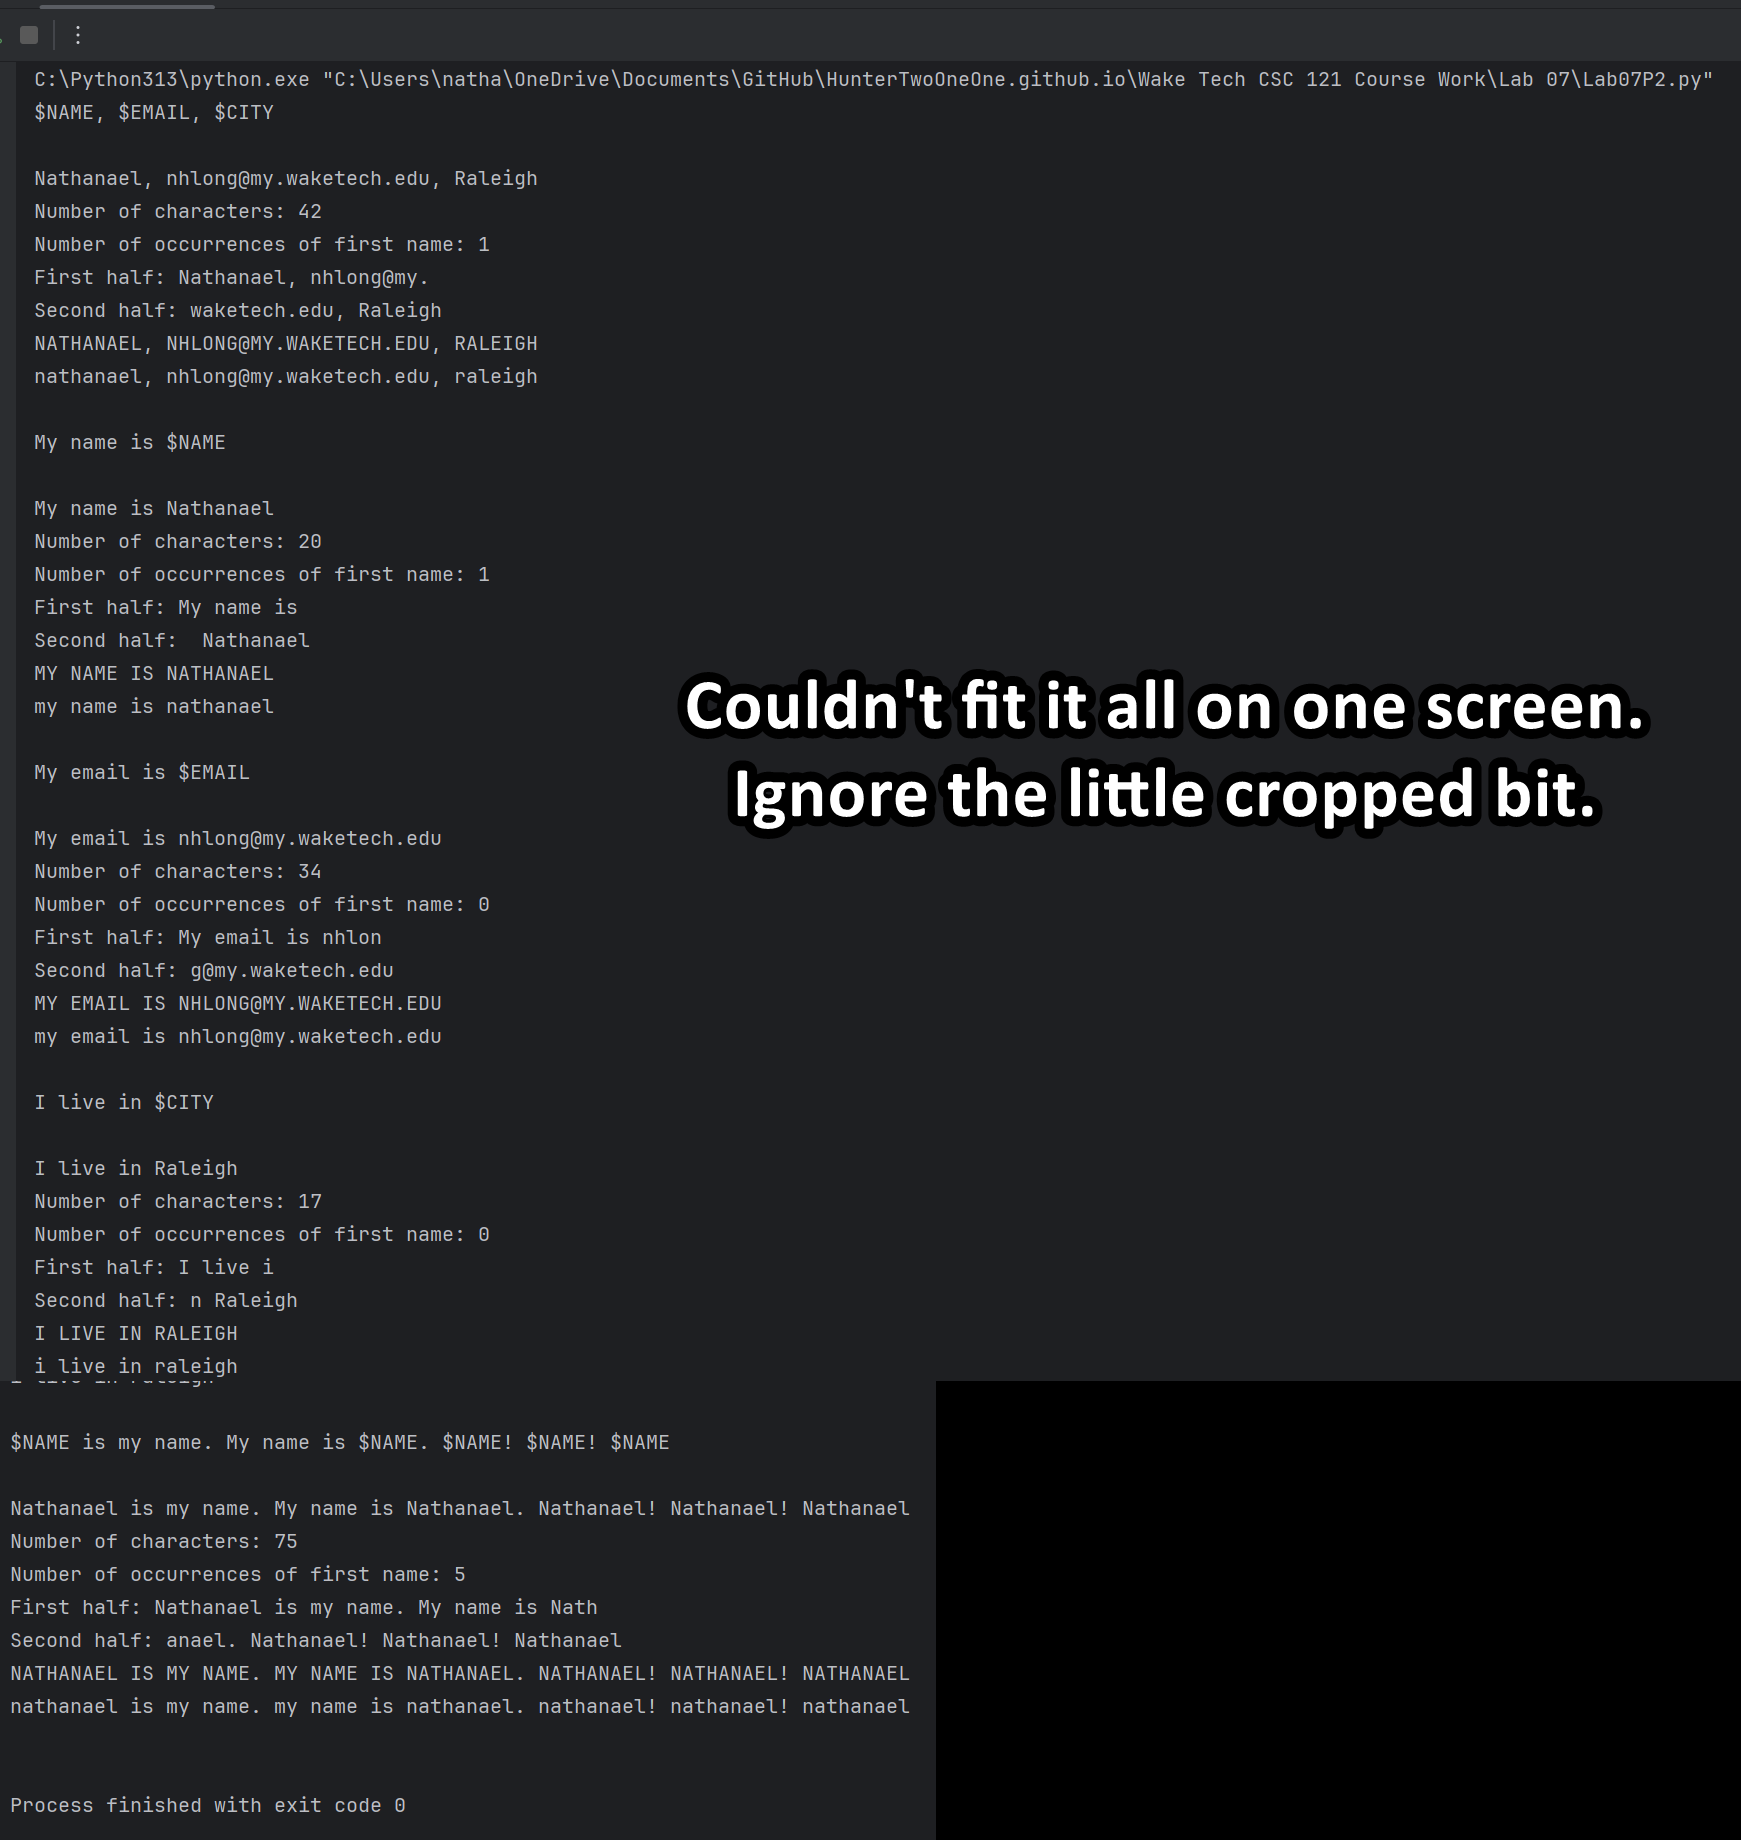 C:\Python313\python.exe "C:\Users\natha\OneDrive\Documents\GitHub\HunterTwoOneOne.github.io\Wake Tech CSC 121 Course Work\Lab 07\Lab07P2.py"
$NAME, $EMAIL, $CITY
Nathanael, nhlong@my.waketech.edu, Raleigh
Number of characters: 42
Number of occurrences of first name: 1
First half: Nathanael, nhlong@my.
Second half: waketech.edu, Raleigh
NATHANAEL, NHLONG@MY.WAKETECH.EDU, RALEIGH
nathanael, nhlong@my.waketech.edu, raleigh
My name is $NAME
My name is Nathanael
Number of characters: 20
Number of occurrences of first name: 1
First half: My name is
Second half:  Nathanael
MY NAME IS NATHANAEL
my name is nathanael
Couldn't fit it all on one screen.
Ignore the little cropped bit.
My email is $EMAIL
My email is nhlong@my.waketech.edu
Number of characters: 34
Number of occurrences of first name: 0
First half: My email is nhlon
Second half: g@my.waketech.edu
MY EMAIL IS NHLONG@MY.WAKETECH.EDU
my email is nhlong@my.waketech.edu
I live in $CITY
I live in Raleigh
Number of characters: 17
Number of occurrences of first name: 0
First half: I live i
Second half: n Raleigh
I LIVE IN RALEIGH
i live in raleigh
$NAME is my name. My name is $NAME. $NAME! $NAME! $NAME
Nathanael is my name. My name is Nathanael. Nathanael! Nathanael! Nathanael
Number of characters: 75
Number of occurrences of first name: 5
First half: Nathanael is my name. My name is Nath
Second half: anael. Nathanael! Nathanael! Nathanael
NATHANAEL IS MY NAME. MY NAME IS NATHANAEL. NATHANAEL! NATHANAEL! NATHANAEL
nathanael is my name. my name is nathanael. nathanael! nathanael! nathanael
Process finished with exit code 0